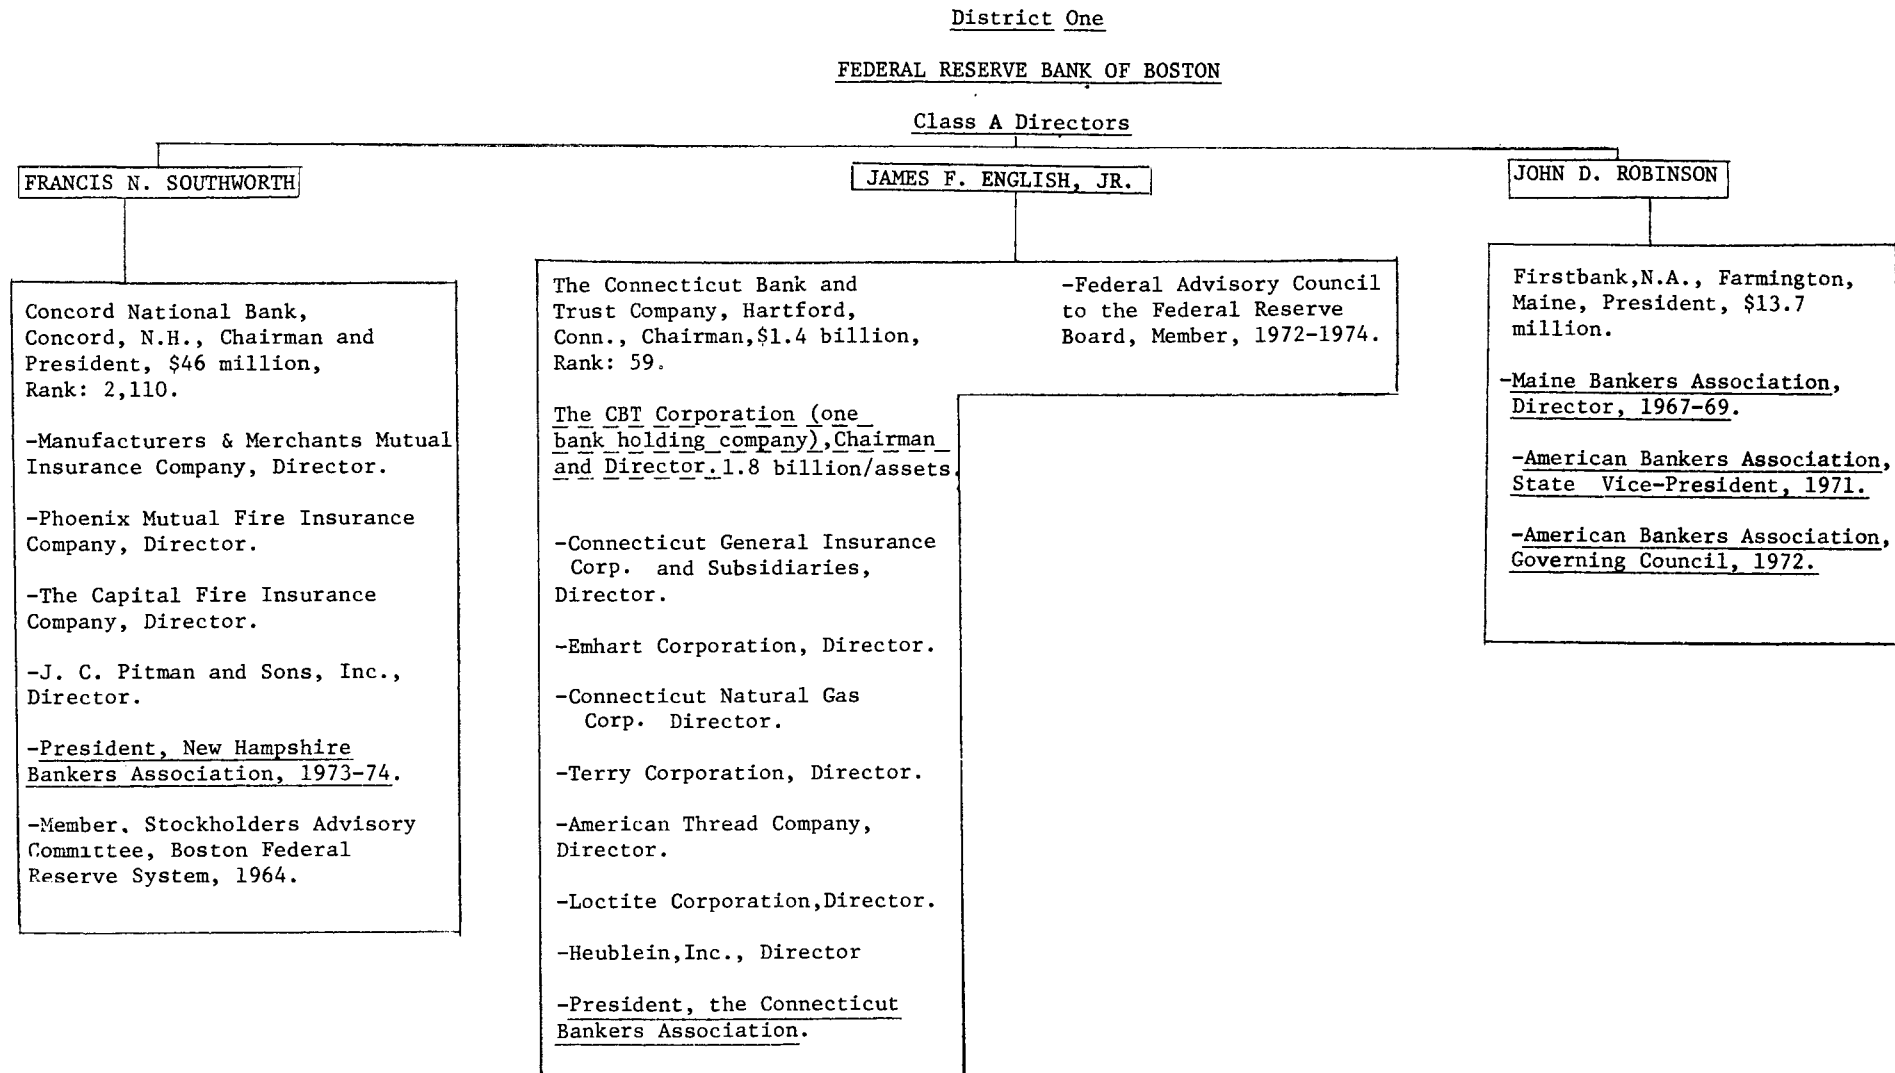 District One
FEDERAL RESERVE BANK OF BOSTON
Class A Directors
FRANCIS N. SOUTHWORTH
Concord National Bank,
Concord, N.H., Chairman and
President, $46 million,
Rank: 2,110.
-Manufacturers & Merchants Mutual
Insurance Company, Director.
-Phoenix Mutual Fire Insurance
Company, Director.
-The Capital Fire Insurance
Company, Director.
-J. C. Pitman and Sons, Inc.,
Director.
-President, New Hampshire
Bankers Association, 1973-74.
-Member. Stockholders Advisory
Committee, Boston Federal
Reserve System, 1964.
JAMES F. ENGLISH, JR.
The Connecticut Bank and
Trust Company, Hartford,
Conn., Chairman,$1.4 billion,
Rank: 59.
The CBT Corporation (one
bank holding company),Chairman
and Director.1.8 billion/assets.
-Connecticut General Insurance
Corp. and Subsidiaries,
Director.
-Emhart Corporation, Director.
-Connecticut Natural Gas
Corp. Director.
-Terry Corporation, Director.
-American Thread Company,
Director.
-Loctite Corporation,Director.
-Heublein,Inc., Director
-President, the Connecticut
Bankers Association.
-Federal Advisory Council
to the Federal Reserve
Board, Member, 1972-1974.
JOHN D. ROBINSON
Firstbank,N.A., Farmington,
Maine, President, $13.7
million.
-Maine Bankers Association,
Director, 1967-69.
-American Bankers Association,
State Vice-President, 1971.
-American Bankers Association,
Governing Council, 1972.